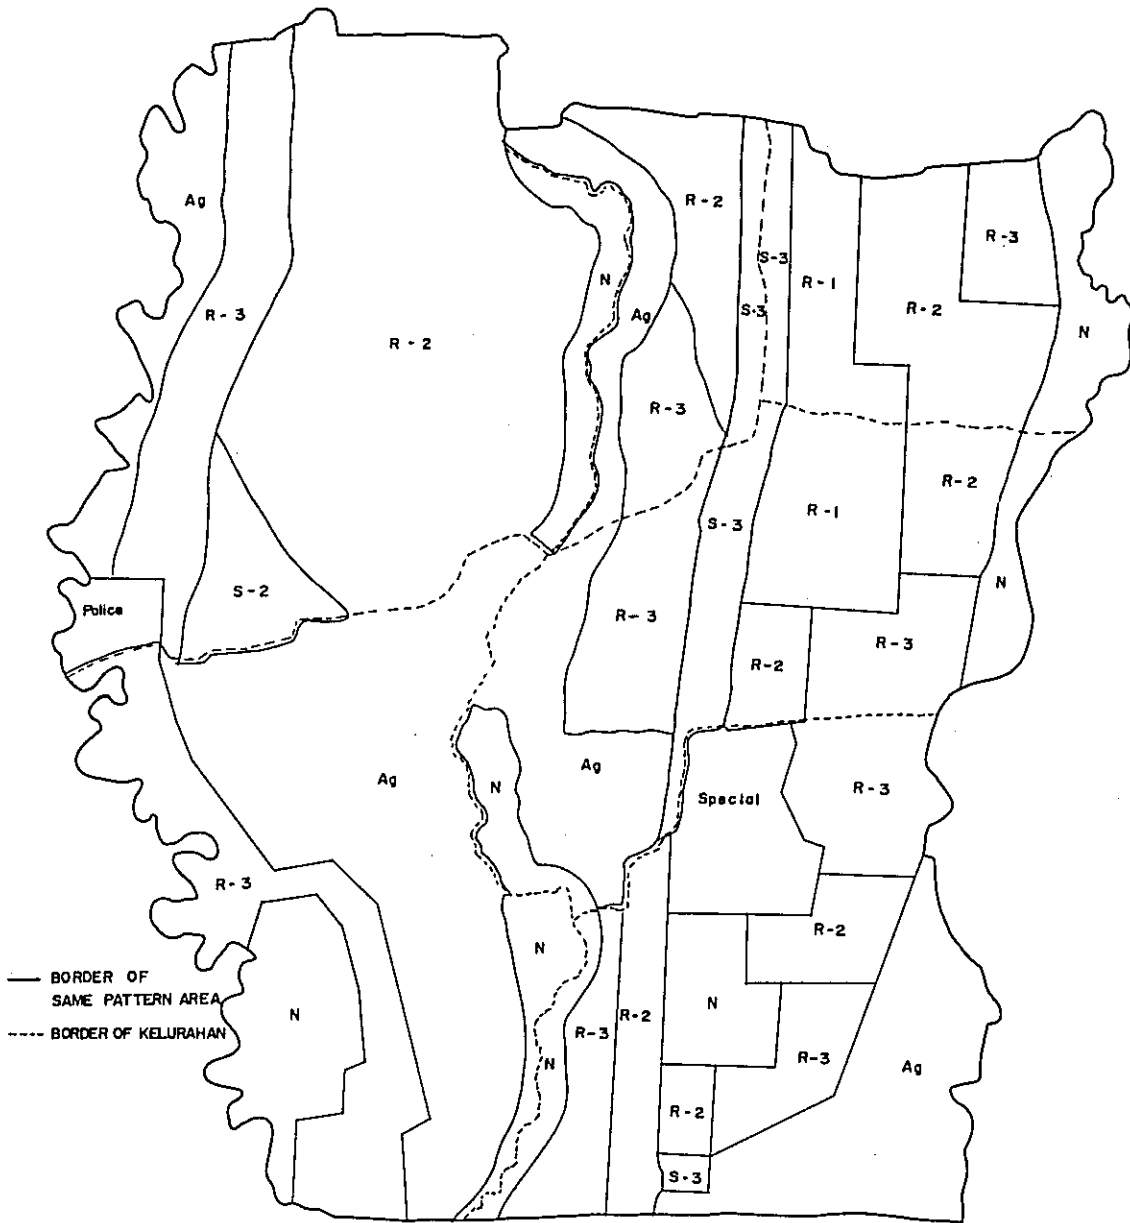 Ag
R-2
S-3
R-3
S-3
R-1
N
R-3
Ag
S-3
R-2
N
R-2
R-3
R-2
R-1
S-3
N
S-2
Police
R-3
R-3
R-2
Ag
N
Ag
Special
R-3
R-3
R-2
N
N
BORDER OF
SAME PATTERN AREA
BORDER OF KELURAHAN
N
R-3
R-2
N
N
R-3
Ag
R-2
S-3